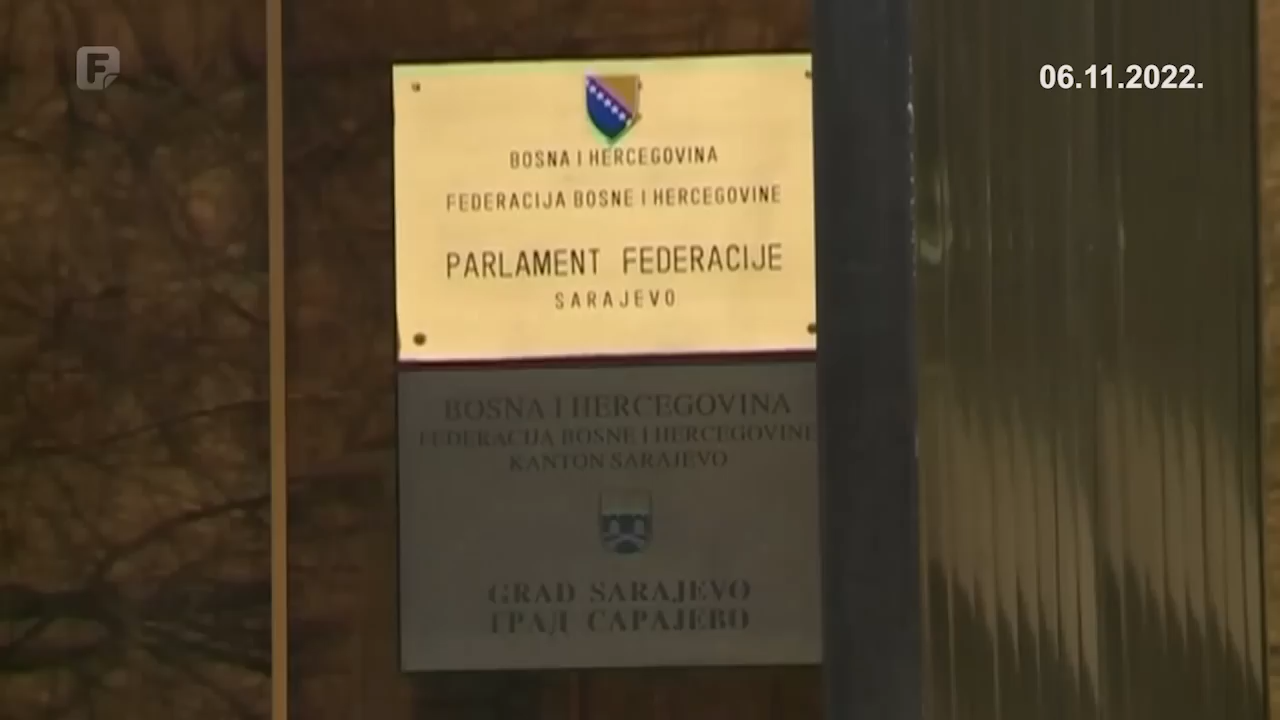 F
06.11.2022.
BOSNA I HERCEGOVINA
FEDERACIJA BOSNE I HERCEGOVINE
PARLAMENT FEDERACIJE
SARAJEVO
BOSNA I HERCEGOVINA
FEDERACIJA BOSNE I HERCEGOVINE
KANTON SARAJEVO
GRAD SARAJEVO
ГРАД САРАЈЕВО